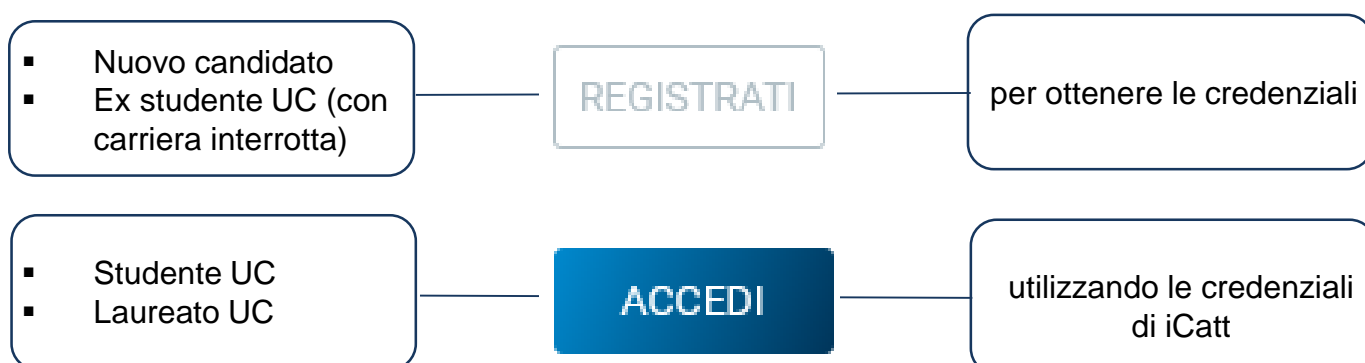 ▪ Nuovo candidato
▪ Ex studente UC (con
carriera interrotta)
REGISTRATI
per ottenere le credenziali
▪ Studente UC
▪ Laureato UC
ACCEDI
utilizzando le credenziali
di iCatt